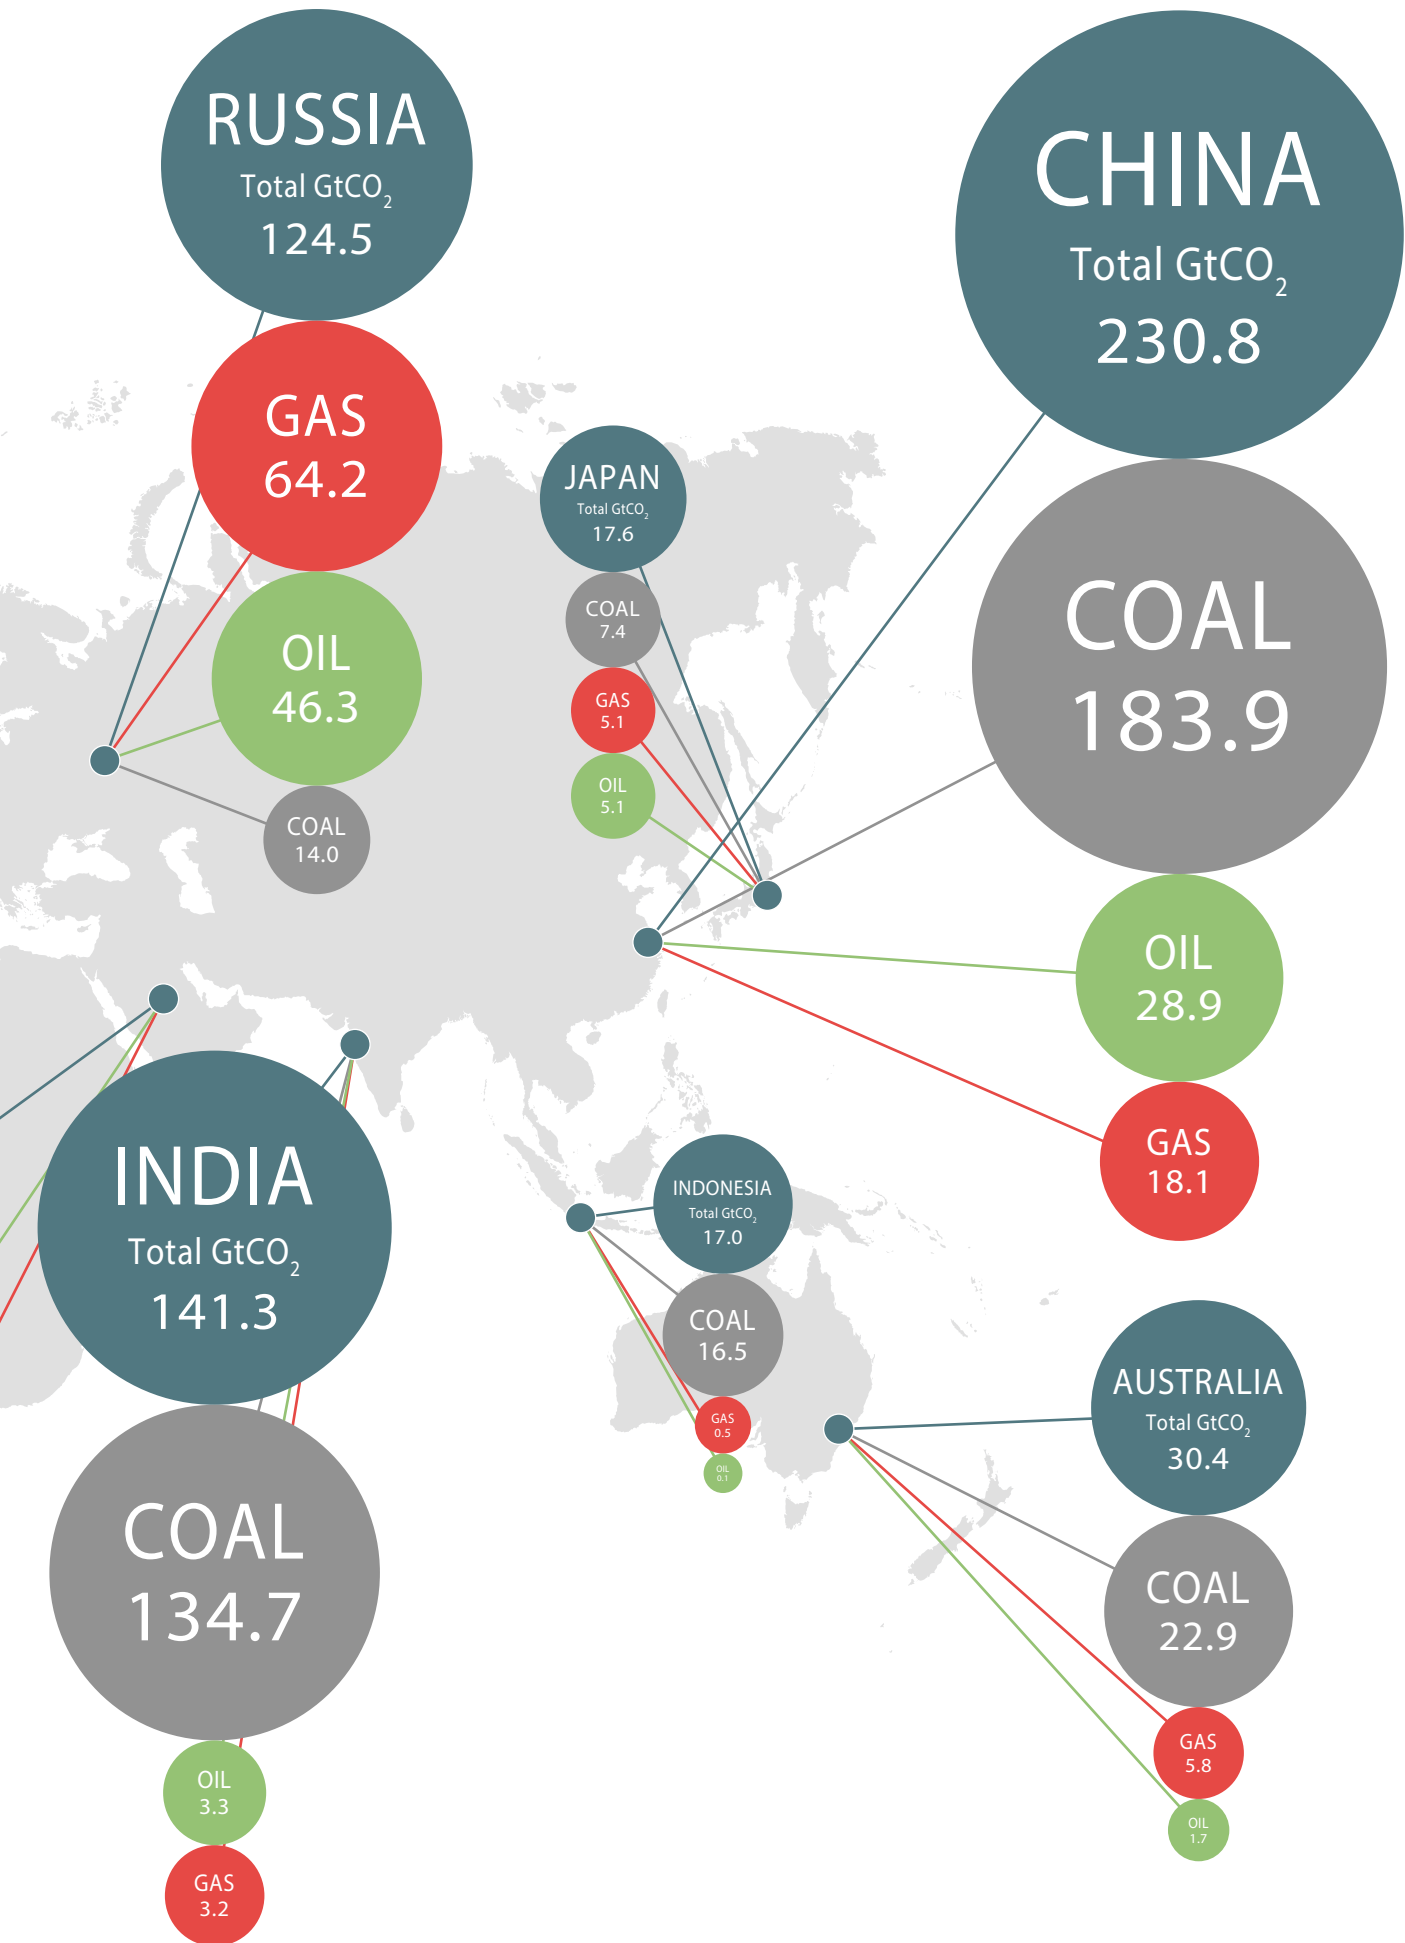 RUSSIA
Total GtCO₂
124.5
GAS
64.2
OIL
46.3
COAL
14.0
JAPAN
Total GtCO₂
17.6
COAL
7.4
GAS
5.1
OIL
5.1
CHINA
Total GtCO₂
230.8
COAL
183.9
OIL
28.9
GAS
18.1
INDIA
Total GtCO₂
141.3
COAL
134.7
OIL
3.3
GAS
3.2
INDONESIA
Total GtCO₂
17.0
COAL
16.5
GAS
0.5
OIL
0.1
AUSTRALIA
Total GtCO₂
30.4
COAL
22.9
GAS
5.8
OIL
1.7